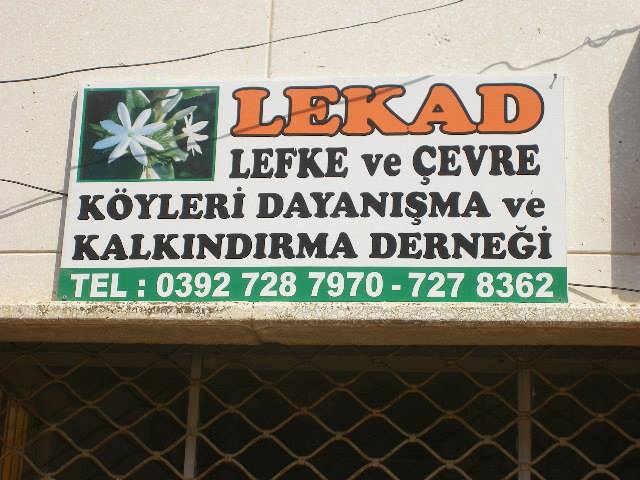 LEKAD
LEFKE ve ÇEVRE
KÖYLERİ DAYANIŞMA ve
KALKINDIRMA DERNEĞİ
TEL : 0392 728 7970 - 727 8362